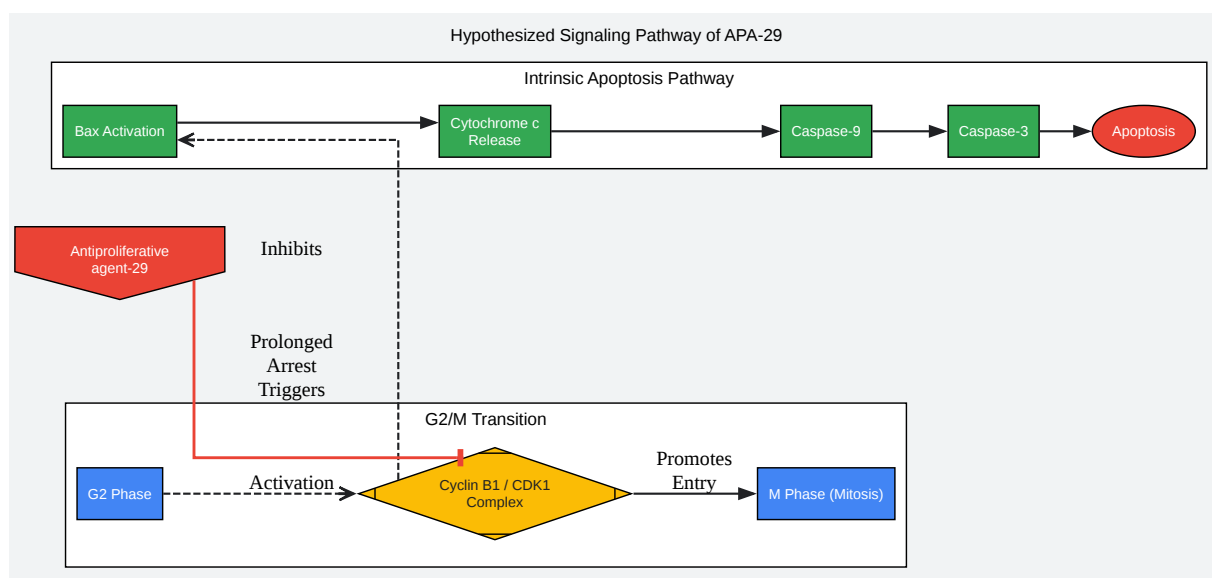 Hypothesized Signaling Pathway of APA-29
Intrinsic Apoptosis Pathway
Bax Activation
Cytochrome c
Release
Caspase-9
Caspase-3
Apoptosis
Antiproliferative
agent-29
Inhibits
Prolonged
Arrest
Triggers
G2/M Transition
G2 Phase
Activation
Cyclin B1 / CDK1
Complex
Promotes
Entry
M Phase (Mitosis)